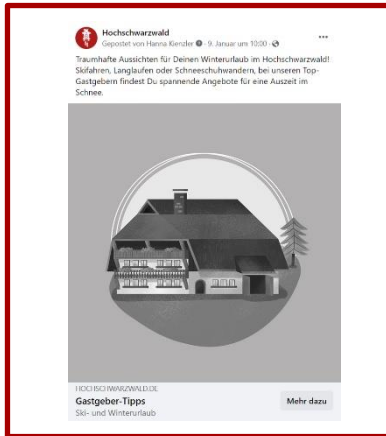 Hochschwarzwald
Gepostet von Hanna Kienzler · 9. Januar um 10:00 ·
Traumhafte Aussichten für Deinen Winterurlaub im Hochschwarzwald!
Skifahren, Langlaufen oder Schneeschuhwandern, bei unseren Top-
Gastgebern findest Du spannende Angebote für eine Auszeit im
Schnee.
HOCHSCHWARZWALD.DE
Gastgeber-Tipps
Mehr dazu
Ski- und Winterurlaub